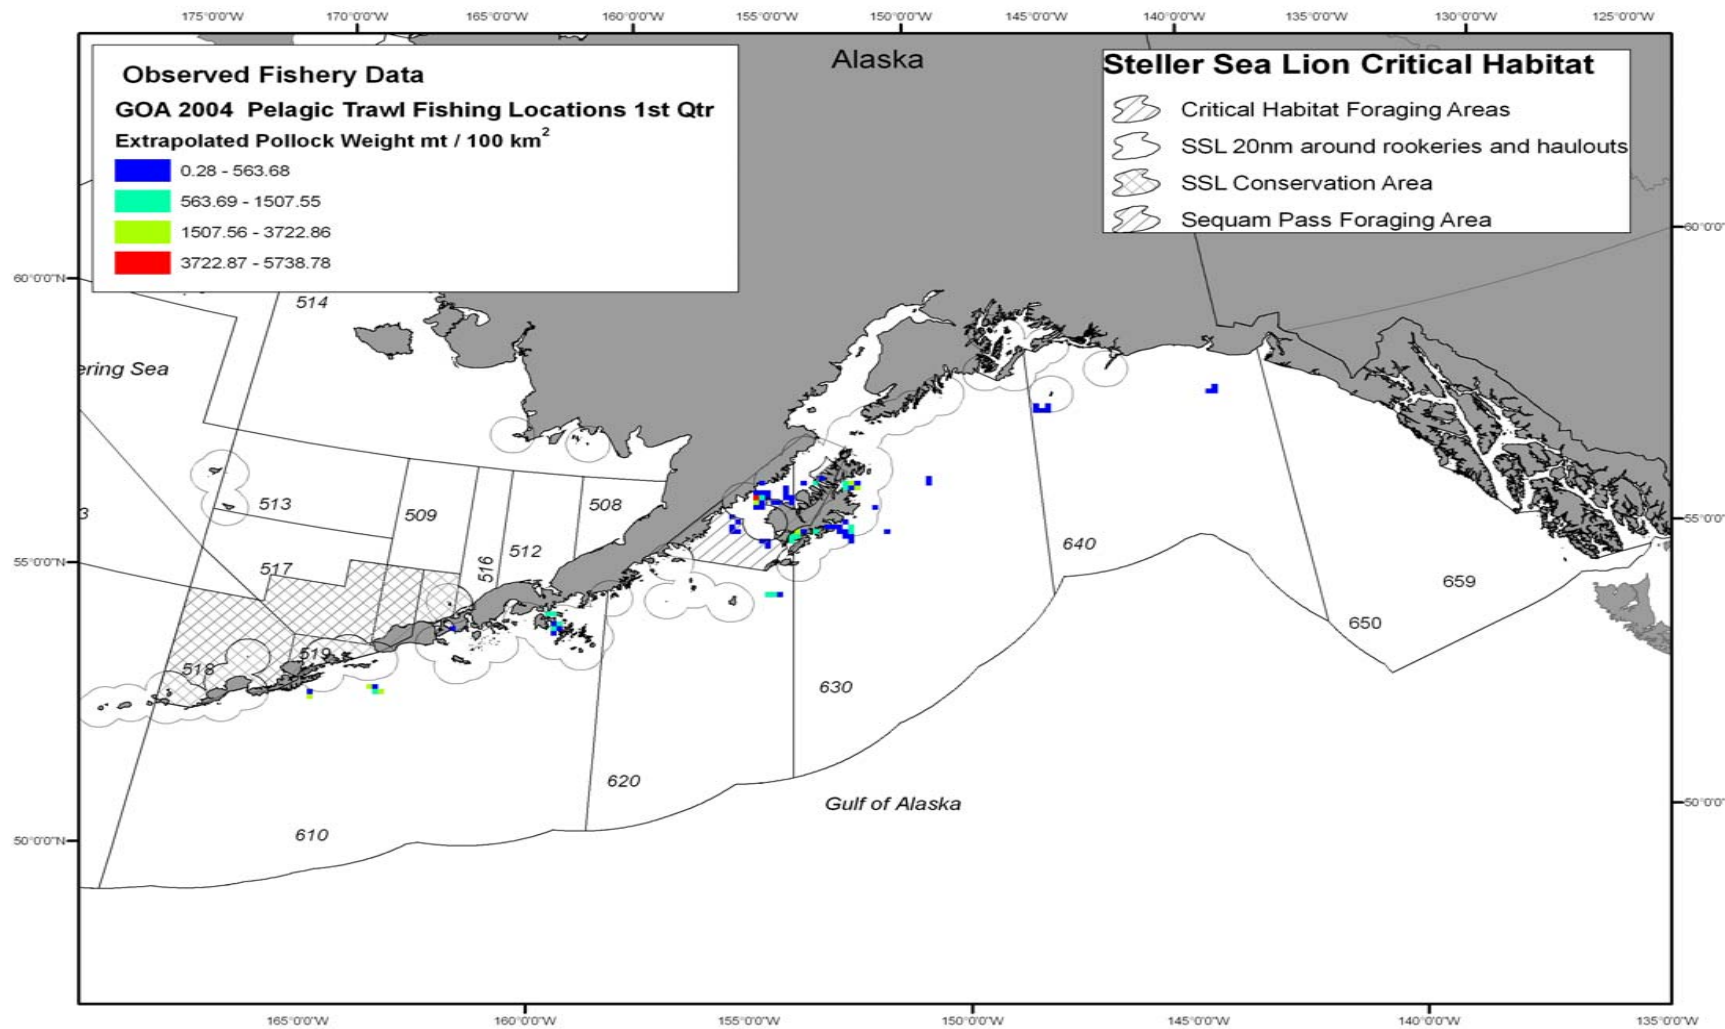 175°0'0"W 170°0'0"W 165°0'0"W 160°0'0"W 155°0'0"W 150°0'0"W 145°0'0"W 140°0'0"W 135°0'0"W 130°0'0"W 125°0'0"W
Alaska
Observed Fishery Data
GOA 2004 Pelagic Trawl Fishing Locations 1st Qtr
Extrapolated Pollock Weight mt / 100 km²
0.28 - 563.68
563.69 - 1507.55
1507.56 - 3722.86
3722.87 - 5738.78
Steller Sea Lion Critical Habitat
Critical Habitat Foraging Areas
SSL 20nm around rookeries and haulouts
SSL Conservation Area
Sequam Pass Foraging Area
60°0'0"N
60°0'0"N
514
ering Sea
513
509
508
3
516
512
517
55°0'0"N
55°0'0"N
640
659
650
518
519
630
620
Gulf of Alaska
610
50°0'0"N
50°0'0"N
165°0'0"W 160°0'0"W 155°0'0"W 150°0'0"W 145°0'0"W 140°0'0"W 135°0'0"W